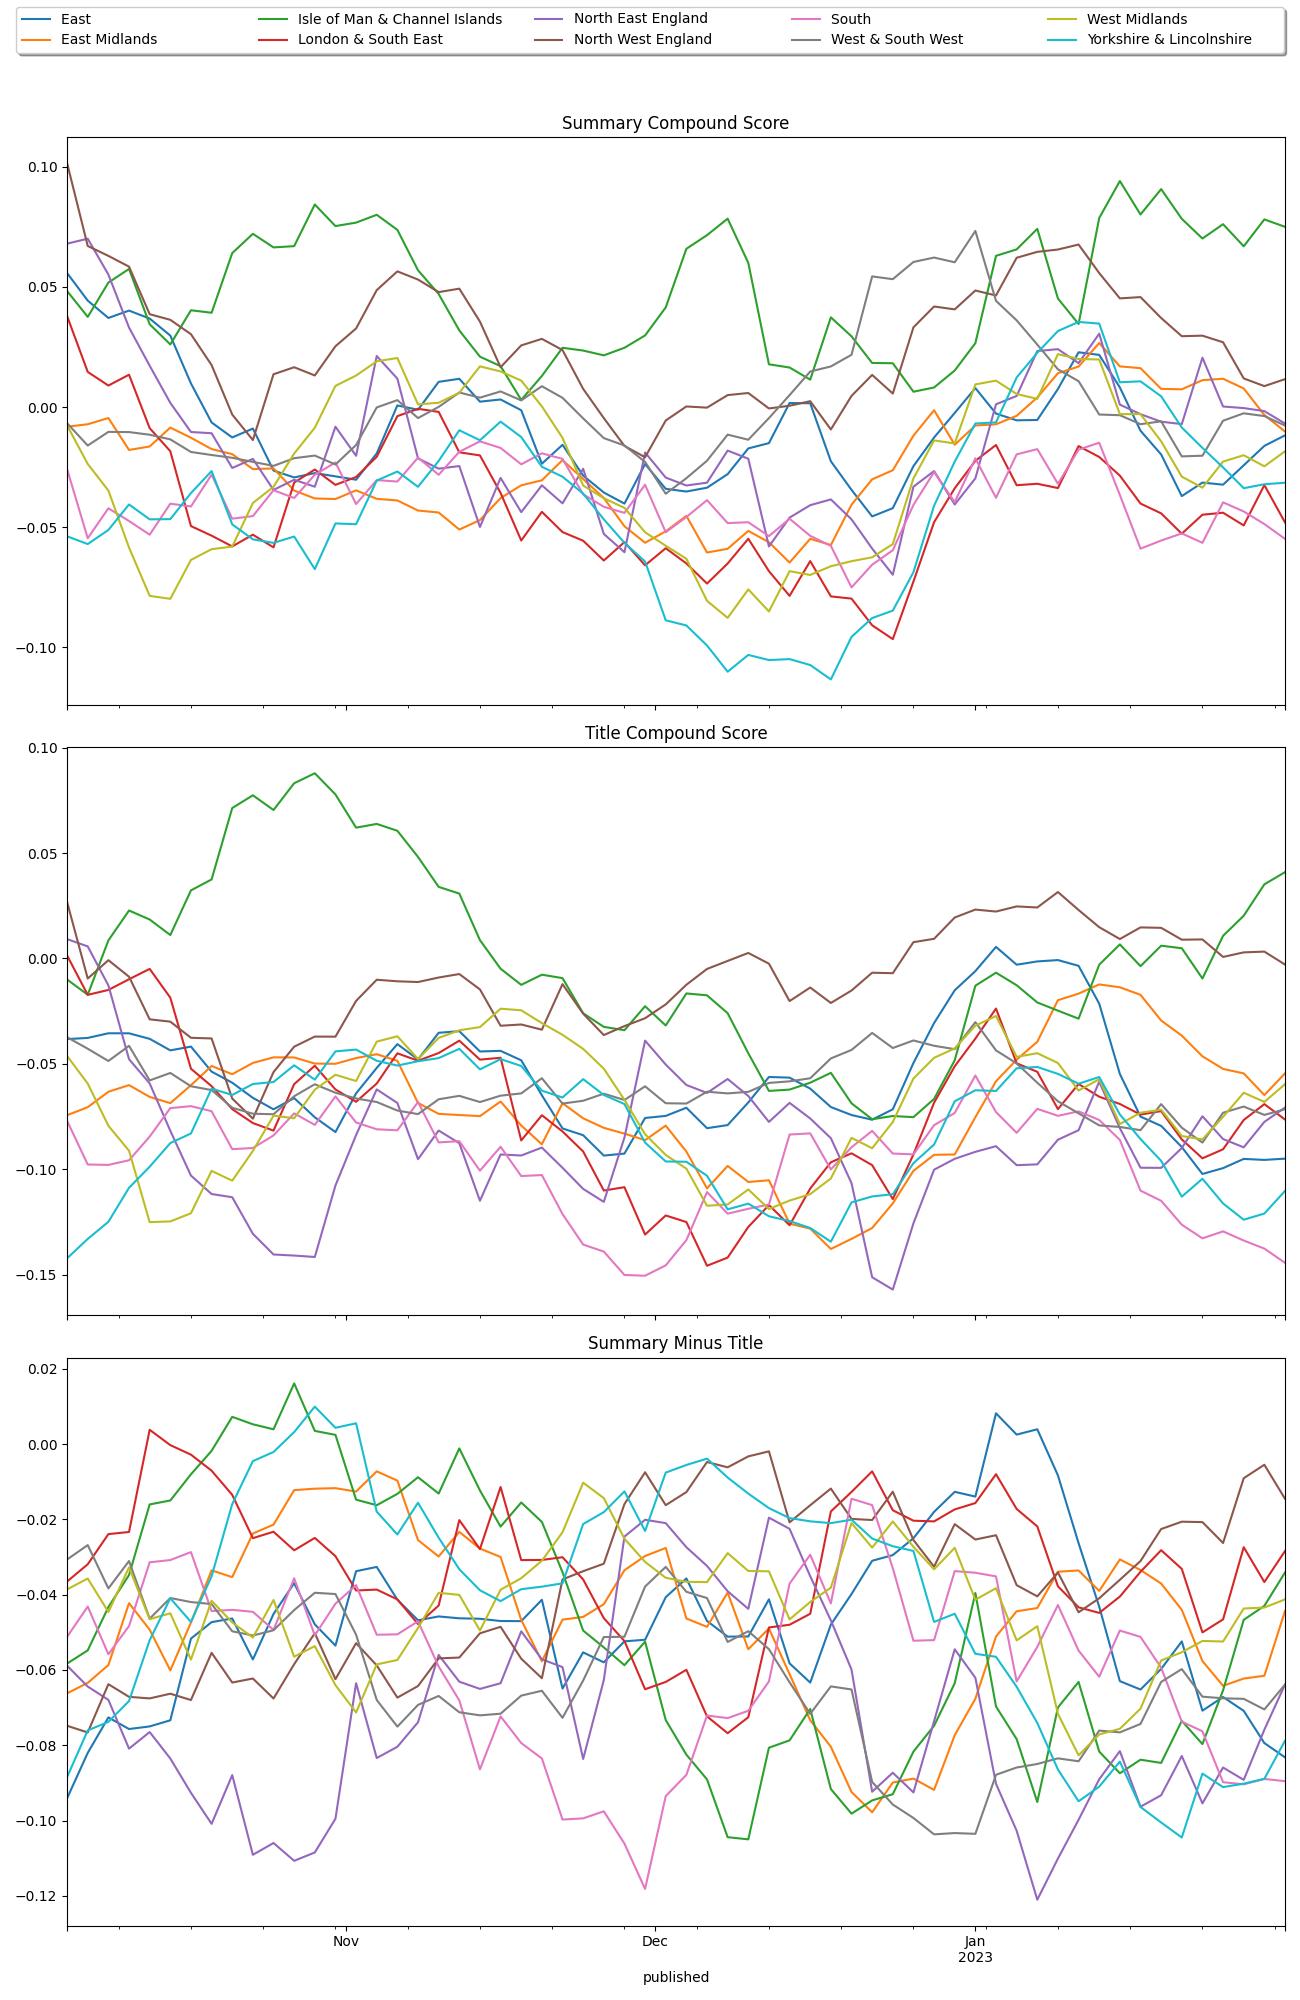 East
East Midlands
Isle of Man & Channel Islands
London & South East
North East England
North West England
South
West & South West
West Midlands
Yorkshire & Lincolnshire
Summary Compound Score
0.10
0.05
0.00
−0.05
−0.10
Title Compound Score
0.10
0.05
0.00
−0.05
−0.10
−0.15
Summary Minus Title
0.02
0.00
−0.02
−0.04
−0.06
−0.08
−0.10
−0.12
Nov
Dec
Jan
2023
published